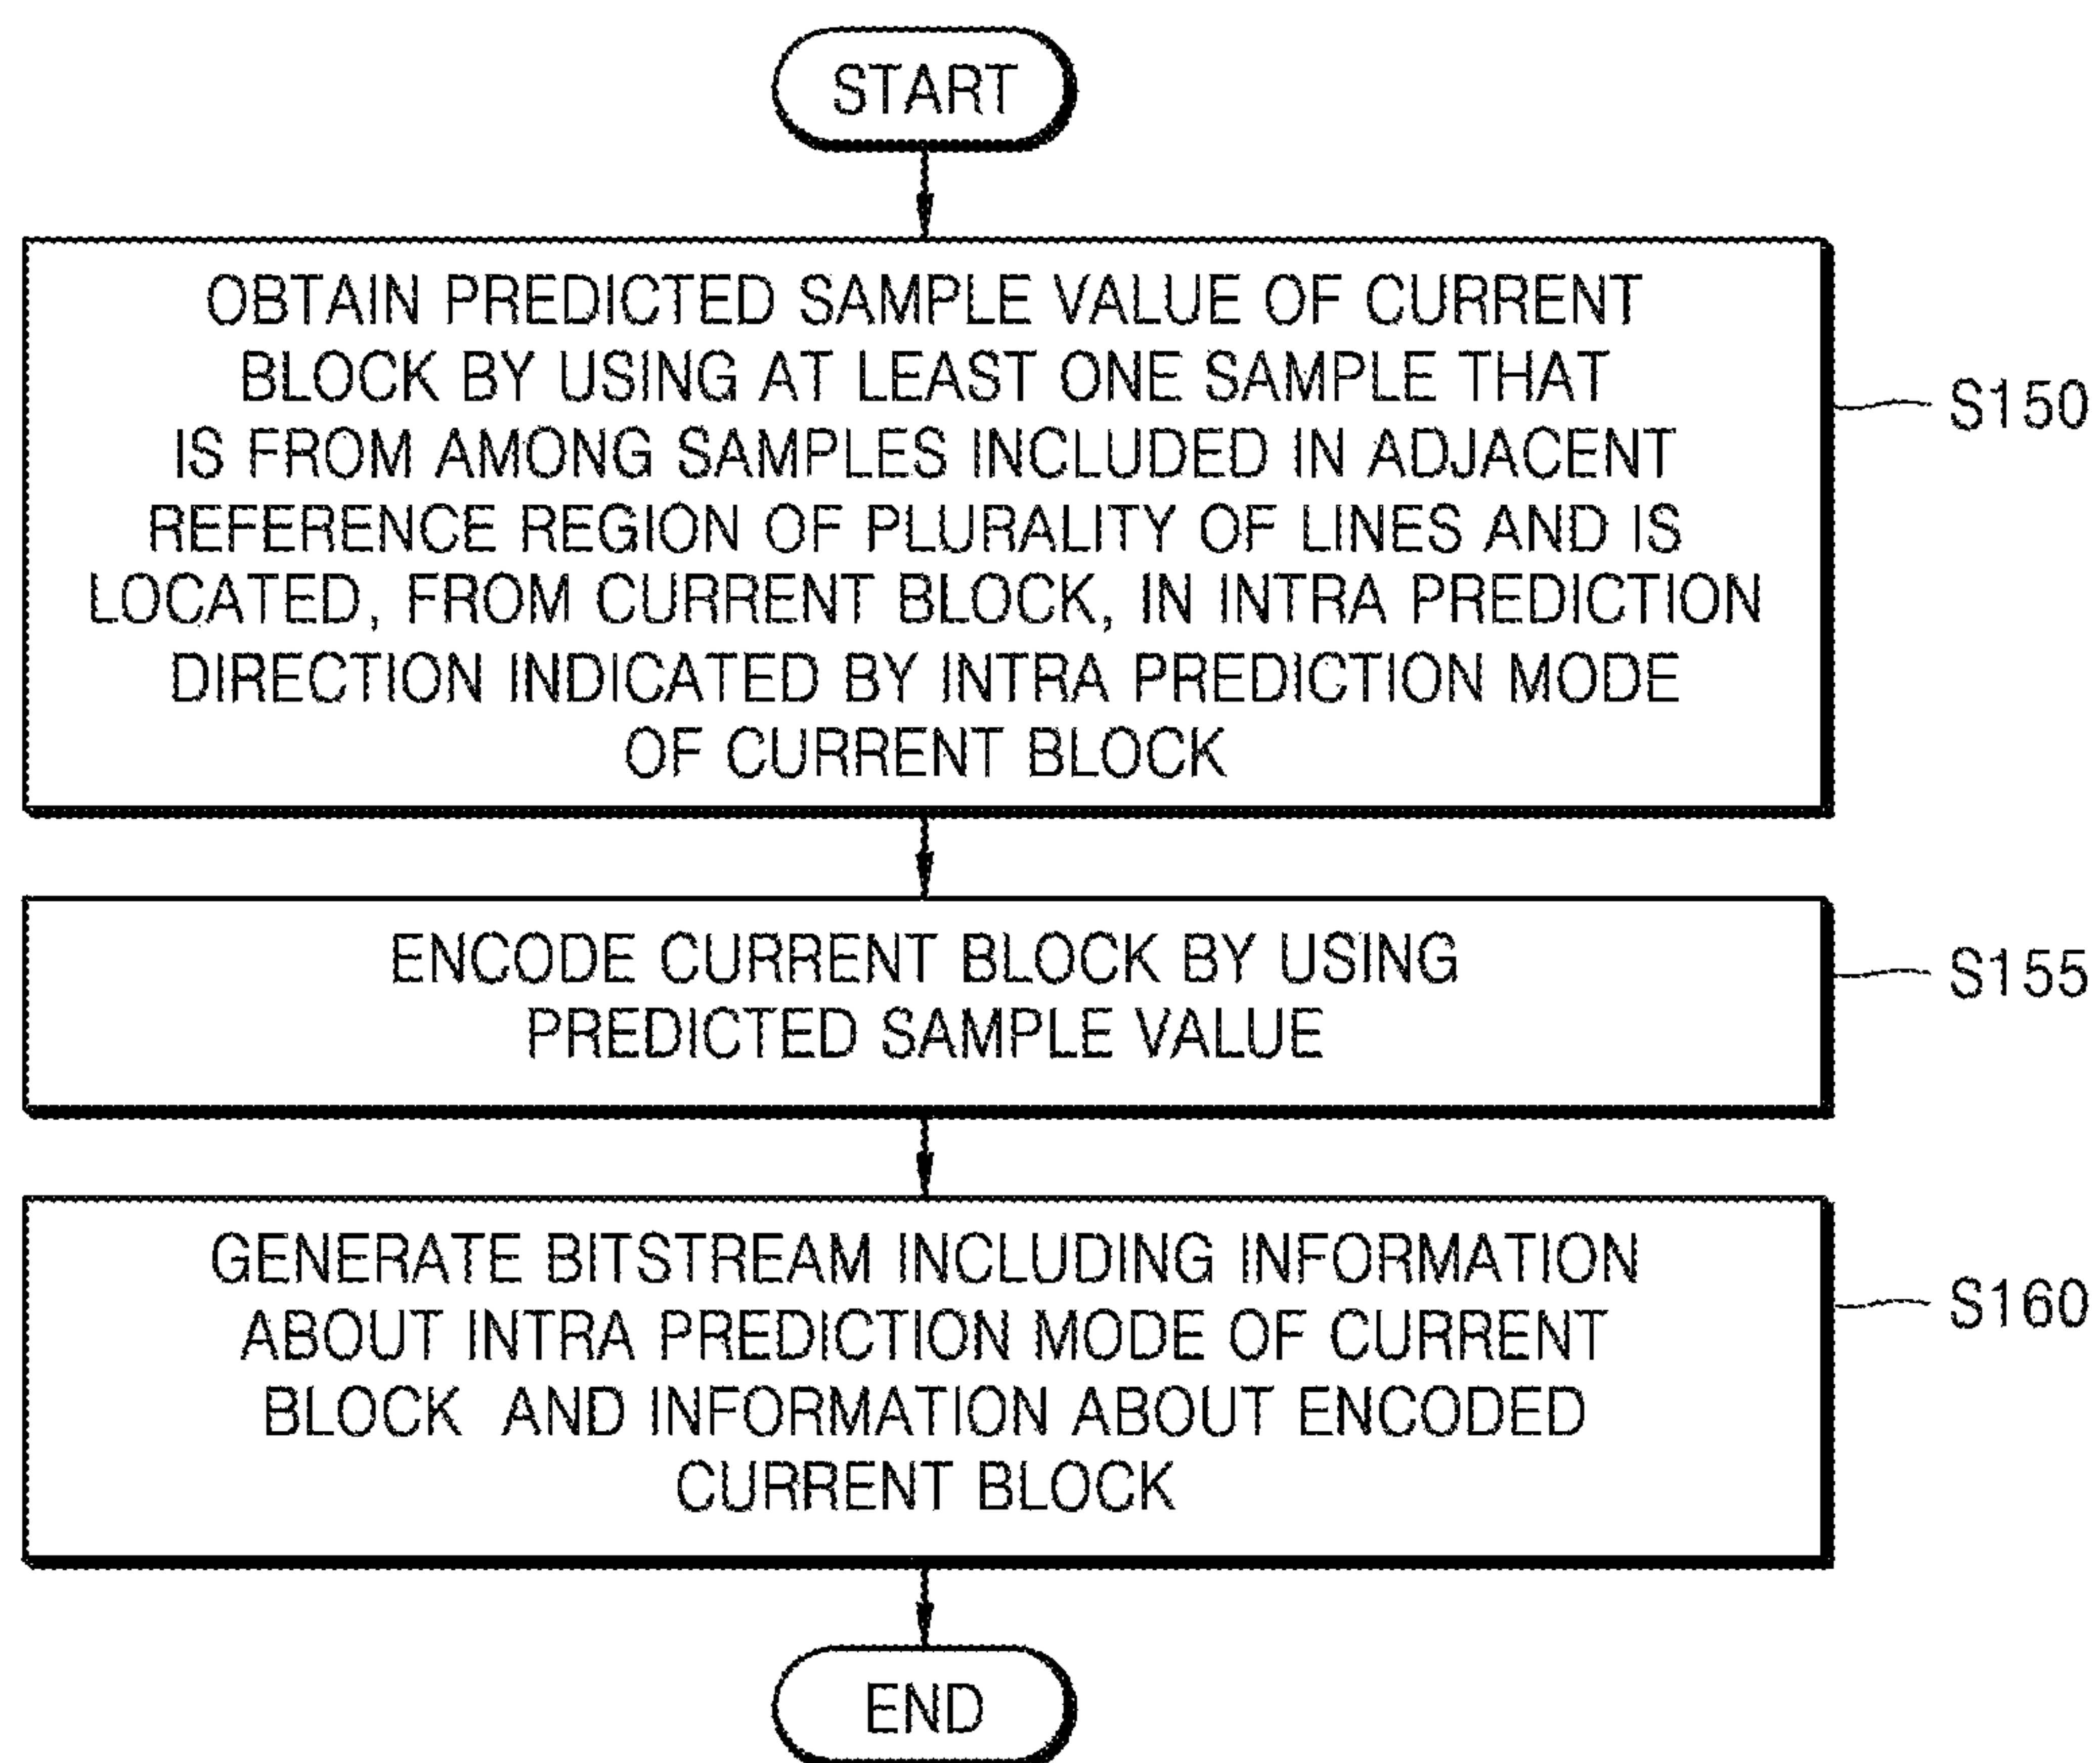 START
OBTAIN PREDICTED SAMPLE VALUE OF CURRENT
BLOCK BY USING AT LEAST ONE SAMPLE THAT
IS FROM AMONG SAMPLES INCLUDED IN ADJACENT
REFERENCE REGION OF PLURALITY OF LINES AND IS
LOCATED, FROM CURRENT BLOCK, IN INTRA PREDICTION
DIRECTION INDICATED BY INTRA PREDICTION MODE
OF CURRENT BLOCK
S150
ENCODE CURRENT BLOCK BY USING
PREDICTED SAMPLE VALUE
S155
GENERATE BITSTREAM INCLUDING INFORMATION
ABOUT INTRA PREDICTION MODE OF CURRENT
BLOCK AND INFORMATION ABOUT ENCODED
CURRENT BLOCK
S160
END